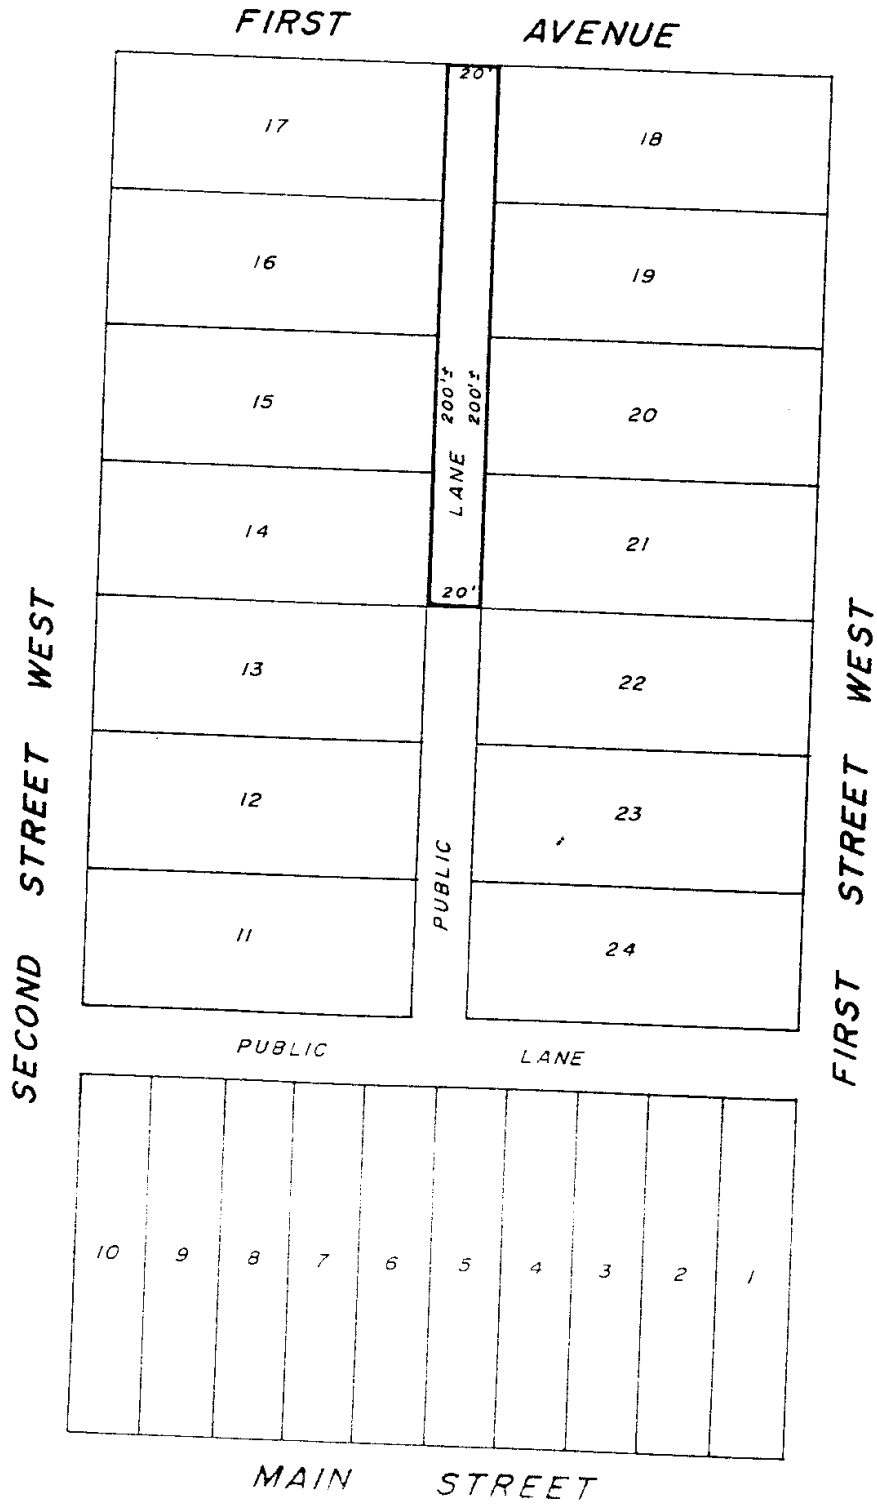 FIRST AVENUE
20'
17
18
16
19
15
200'±
200'±
20
LANE
14
21
20'
13
22
12
23
PUBLIC
11
24
SECOND STREET WEST
FIRST STREET WEST
PUBLIC LANE
10 9 8 7 6 5 4 3 2 1
MAIN STREET